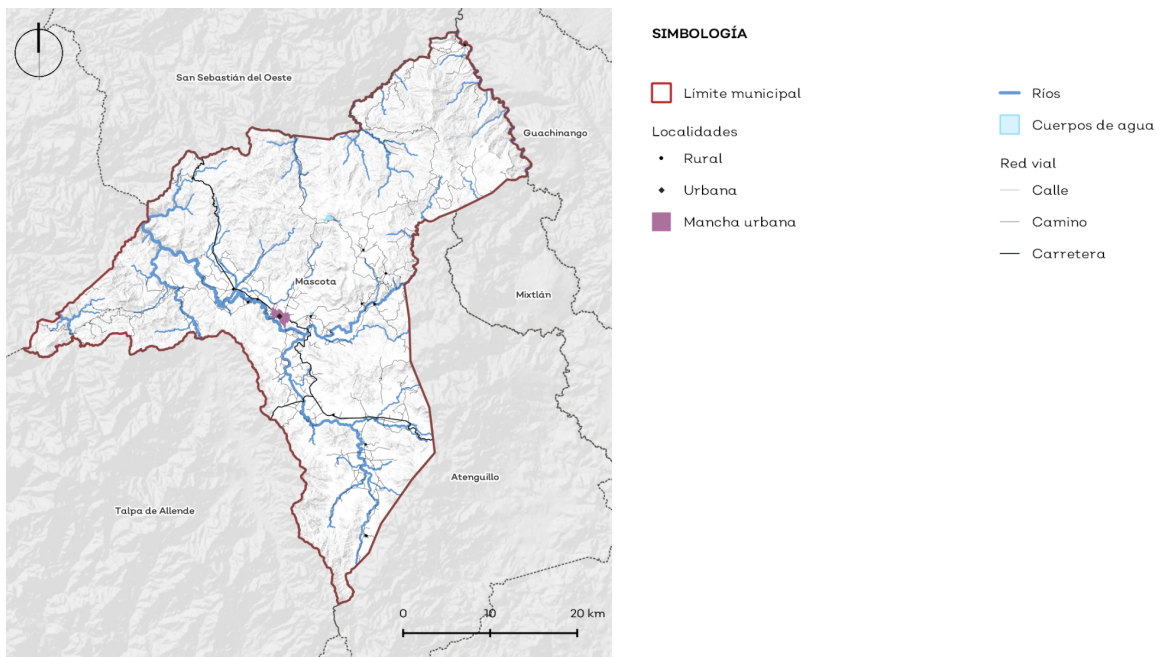 San Sebastián del Oeste
Guachinango
Mascota
Mixtlán
Atenguillo
Talpa de Allende
0 10 20 km
SIMBOLOGÍA
Límite municipal
Localidades
Rural
Urbana
Mancha urbana
Ríos
Cuerpos de agua
Red vial
Calle
Camino
Carretera